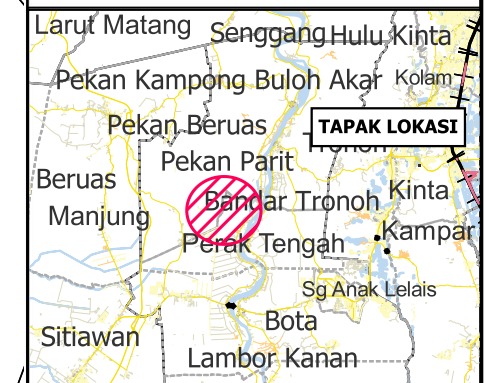 Larut Matang
Senggang Hulu Kinta
Pekan Kampong Buloh Akar
Kolam
Pekan Beruas
TAPAK LOKASI
Tronoh
Pekan Parit
Beruas
Kinta
Bandar Tronoh
Manjung
Kampar
Perak Tengah
Sg Anak Lelais
Bota
Sitiawan
Lambor Kanan